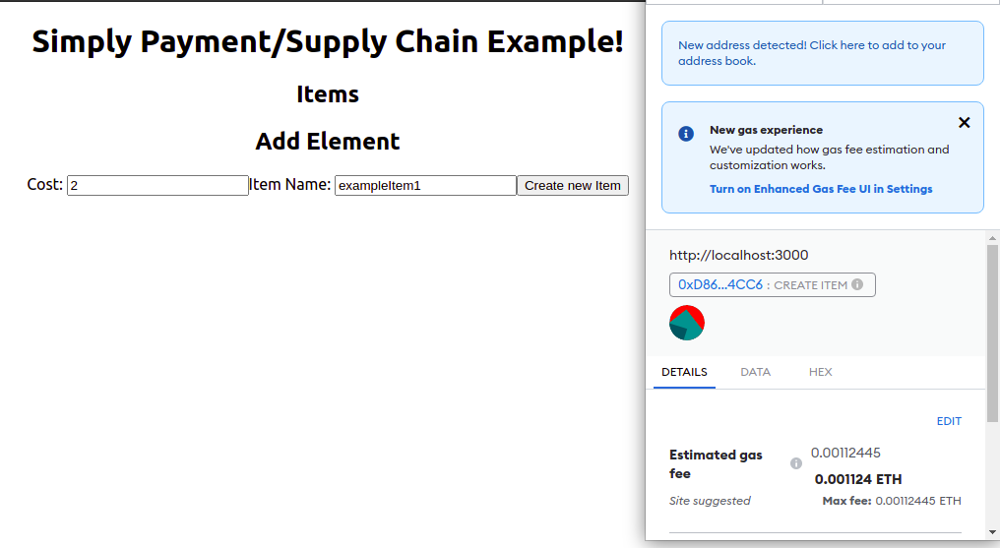 Simply Payment/Supply Chain Example!
Items
Add Element
Cost: 2 Item Name: exampleItem1 Create new Item
New address detected! Click here to add to your
address book.
New gas experience
We've updated how gas fee estimation and
customization works.
Turn on Enhanced Gas Fee UI in Settings
http://localhost:3000
0xD86...4CC6 : CREATE ITEM
DETAILS DATA HEX
EDIT
Estimated gas
fee
0.00112445
0.001124 ETH
Site suggested
Max fee: 0.00112445 ETH